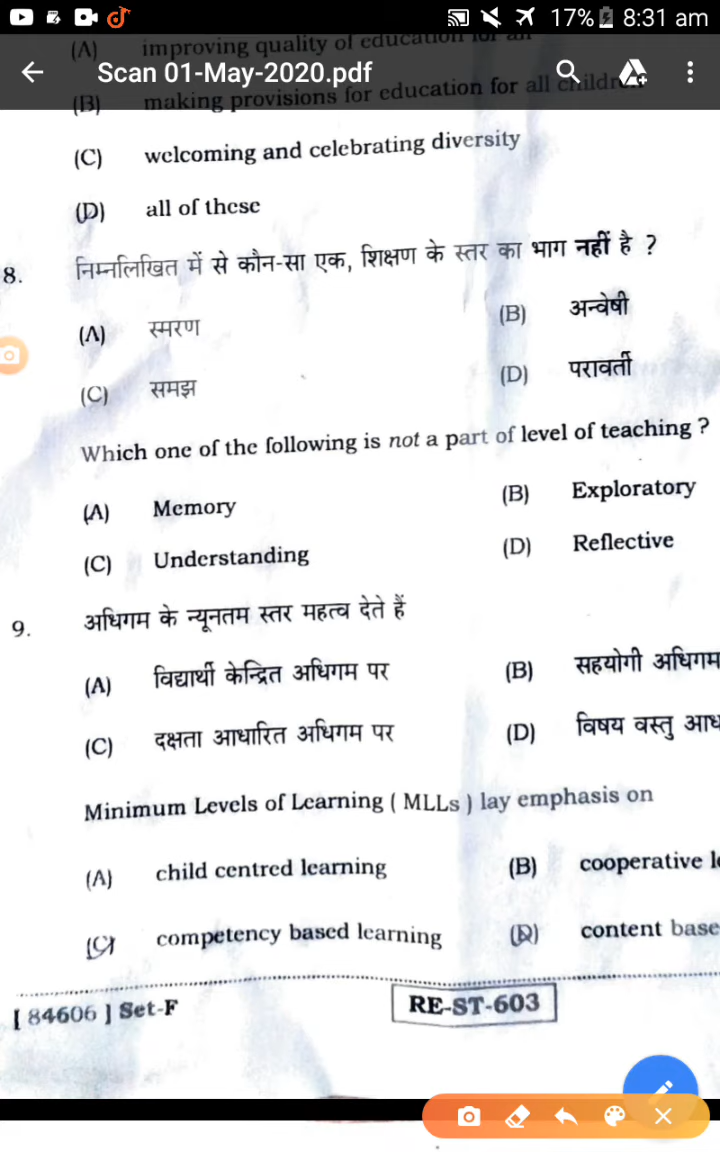 17% 8:31 am
(A) improving quality of education for all
Scan 01-May-2020.pdf
(B) making provisions for education for all children
(C) welcoming and celebrating diversity
(D) all of these
8. निम्नलिखित में से कौन-सा एक, शिक्षण के स्तर का भाग नहीं है ?
(A) स्मरण (B) अन्वेषी
(C) समझ (D) परावर्ती
Which one of the following is not a part of level of teaching ?
(A) Memory (B) Exploratory
(C) Understanding (D) Reflective
9. अधिगम के न्यूनतम स्तर महत्व देते हैं
(A) विद्यार्थी केन्द्रित अधिगम पर (B) सहयोगी अधिगम
(C) दक्षता आधारित अधिगम पर (D) विषय वस्तु आध
Minimum Levels of Learning ( MLLs ) lay emphasis on
(A) child centred learning (B) cooperative le
(C) competency based learning (D) content base
[ 84606 ] Set-F RE-ST-603